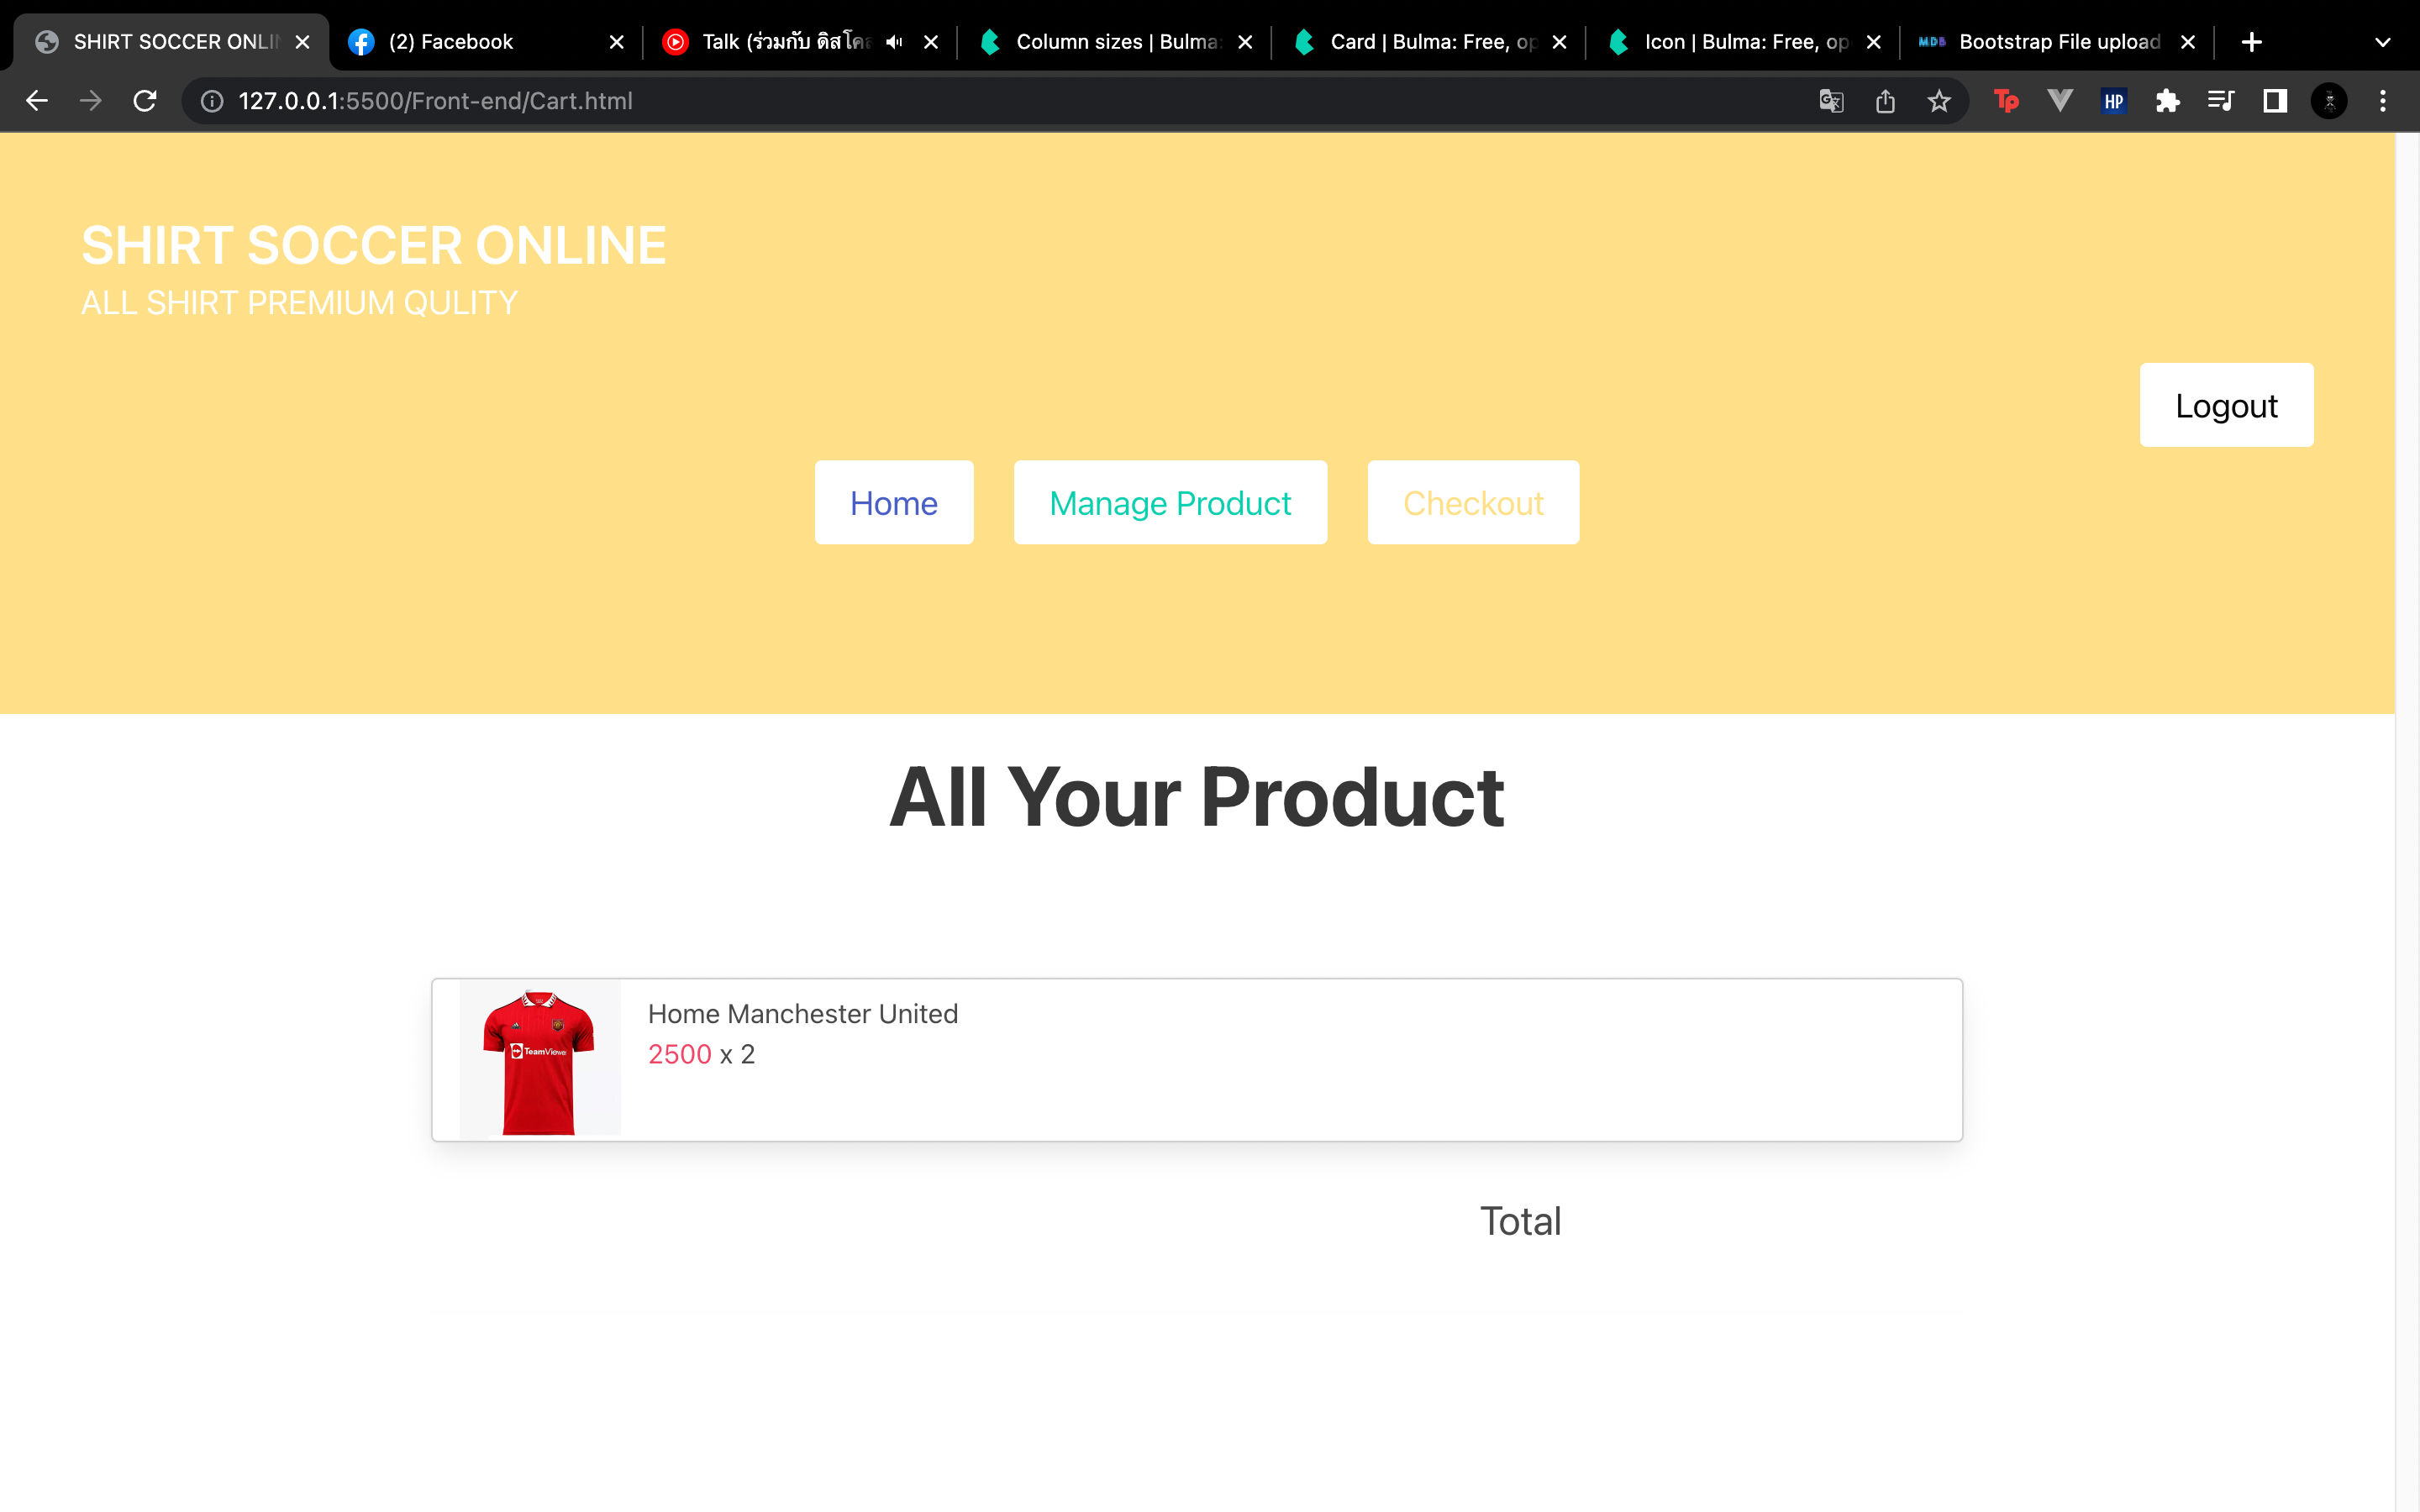 SHIRT SOCCER ONLI
(2) Facebook
Talk (ร่วมกับ ดิสโค
Column sizes | Bulma:
Card | Bulma: Free, op
Icon | Bulma: Free, op
MDB
Bootstrap File upload
127.0.0.1:5500/Front-end/Cart.html
Tp
HP
SHIRT SOCCER ONLINE
ALL SHIRT PREMIUM QULITY
Logout
Home
Manage Product
Checkout
All Your Product
TeamViewer
Home Manchester United
2500 x 2
Total